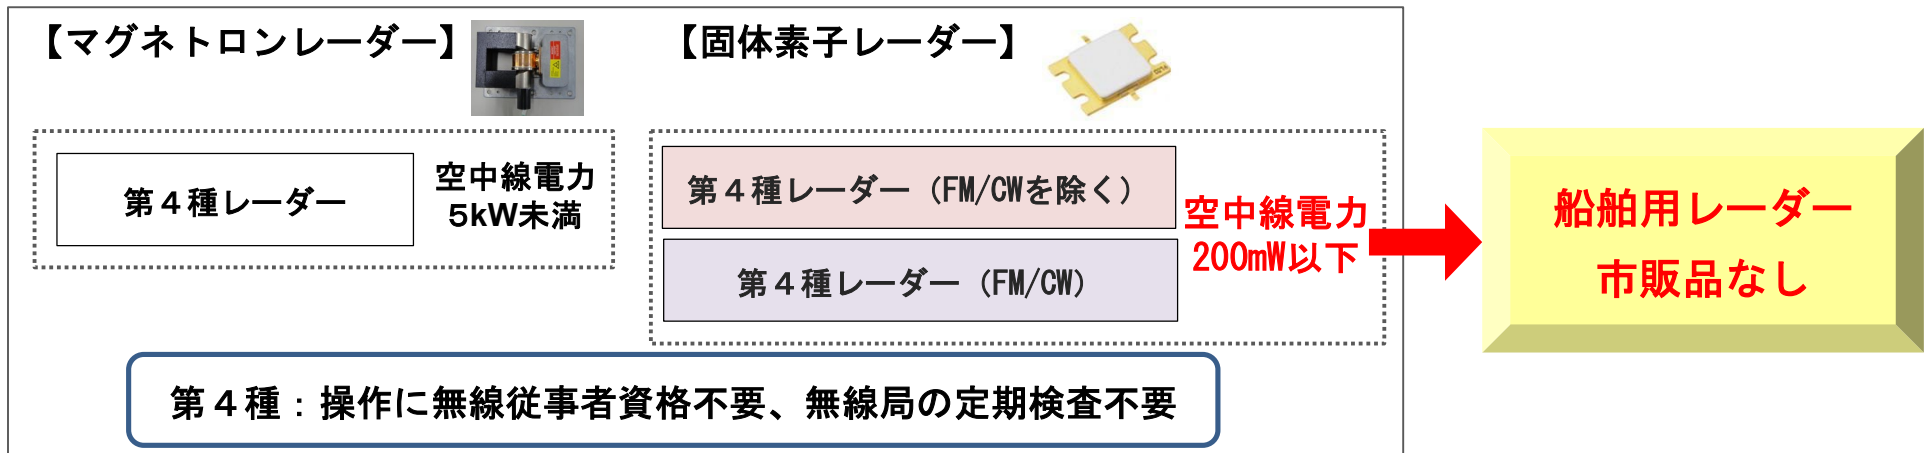 【マグネトロンレーダー】
【固体素子レーダー】
第４種レーダー
空中線電力
5kW未満
第４種レーダー（FM/CWを除く）
第４種レーダー（FM/CW）
空中線電力
200mW以下
船舶用レーダー
市販品なし
第４種：操作に無線従事者資格不要、無線局の定期検査不要